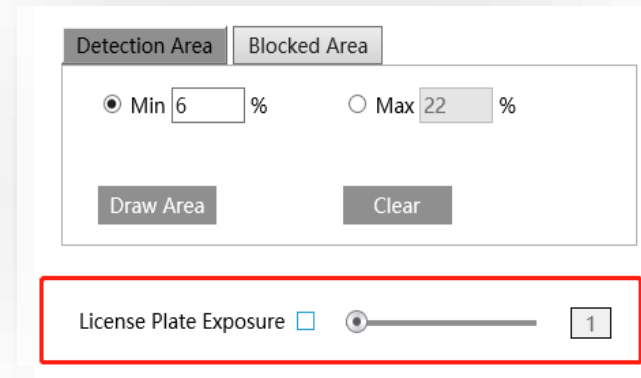 Detection Area Blocked Area
Min 6 % Max 22 %
Draw Area Clear
License Plate Exposure 1